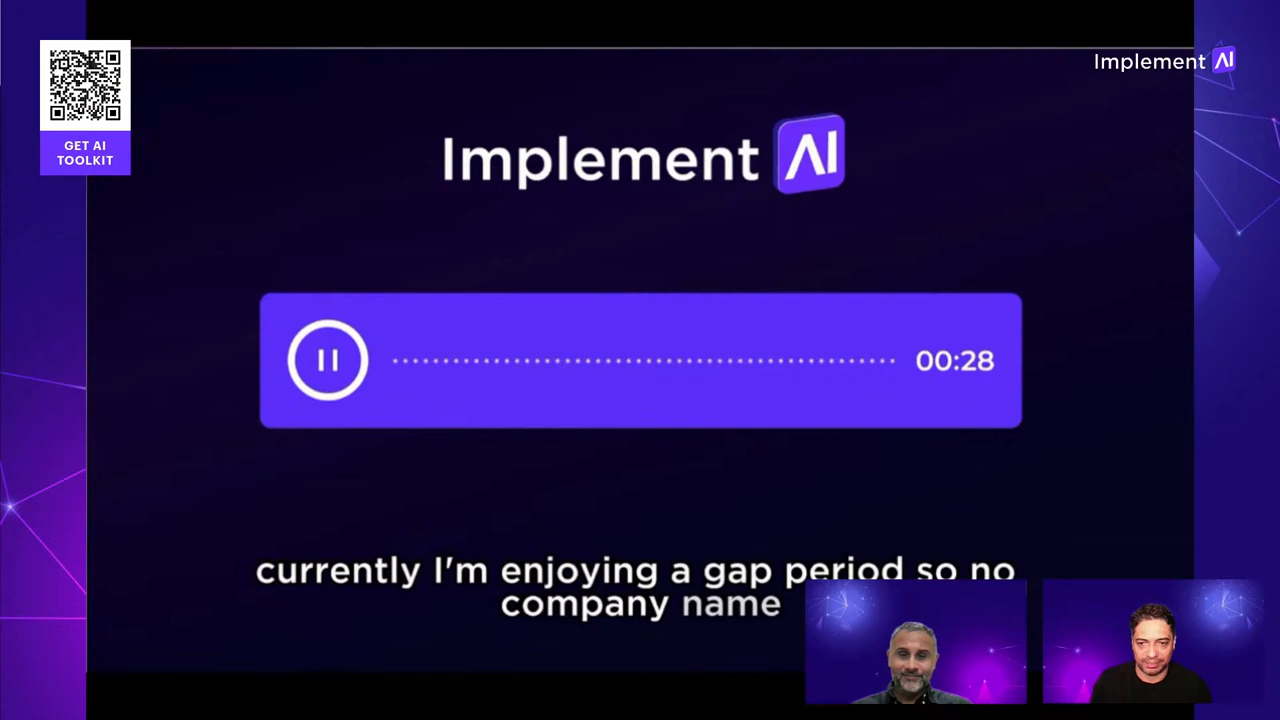 GET AI
TOOLKIT
Implement AI
Implement AI
00:28
currently I'm enjoying a gap period so no
company name